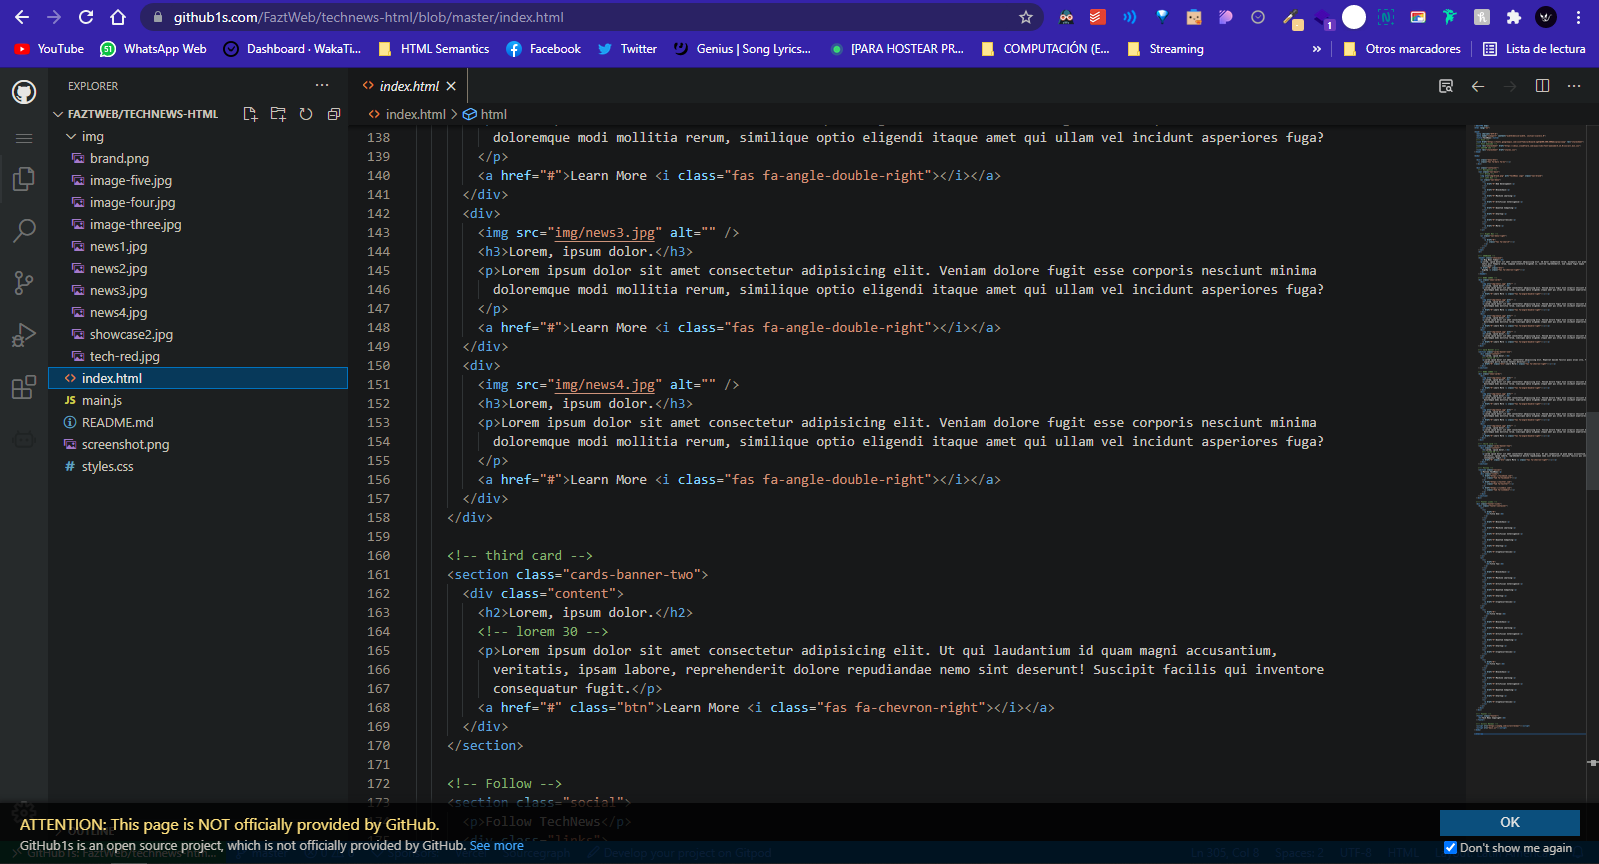 github1s.com/FaztWeb/technews-html/blob/master/index.html
YouTube
WhatsApp Web
Dashboard · WakaTi...
HTML Semantics
Facebook
Twitter
Genius | Song Lyrics...
[PARA HOSTEAR PR...
COMPUTACIÓN (E...
Streaming
»
Otros marcadores
Lista de lectura
EXPLORER
index.html
FAZTWEB/TECHNEWS-HTML
index.html > html
img
brand.png
image-five.jpg
image-four.jpg
image-three.jpg
news1.jpg
news2.jpg
news3.jpg
news4.jpg
showcase2.jpg
tech-red.jpg
index.html
JS main.js
README.md
screenshot.png
# styles.css
138 doloremque modi mollitia rerum, similique optio eligendi itaque amet qui ullam vel incidunt asperiores fuga?
139 </p>
140 <a href="#">Learn More <i class="fas fa-angle-double-right"></i></a>
141 </div>
142 <div>
143 <img src="img/news3.jpg" alt="" />
144 <h3>Lorem, ipsum dolor.</h3>
145 <p>Lorem ipsum dolor sit amet consectetur adipisicing elit. Veniam dolore fugit esse corporis nesciunt minima
146 doloremque modi mollitia rerum, similique optio eligendi itaque amet qui ullam vel incidunt asperiores fuga?
147 </p>
148 <a href="#">Learn More <i class="fas fa-angle-double-right"></i></a>
149 </div>
150 <div>
151 <img src="img/news4.jpg" alt="" />
152 <h3>Lorem, ipsum dolor.</h3>
153 <p>Lorem ipsum dolor sit amet consectetur adipisicing elit. Veniam dolore fugit esse corporis nesciunt minima
154 doloremque modi mollitia rerum, similique optio eligendi itaque amet qui ullam vel incidunt asperiores fuga?
155 </p>
156 <a href="#">Learn More <i class="fas fa-angle-double-right"></i></a>
157 </div>
158 </div>
159
160 <!-- third card -->
161 <section class="cards-banner-two">
162 <div class="content">
163 <h2>Lorem, ipsum dolor.</h2>
164 <!-- lorem 30 -->
165 <p>Lorem ipsum dolor sit amet consectetur adipisicing elit. Ut qui laudantium id quam magni accusantium,
166 veritatis, ipsam labore, reprehenderit dolore repudiandae nemo sint deserunt! Suscipit facilis qui inventore
167 consequatur fugit.</p>
168 <a href="#" class="btn">Learn More <i class="fas fa-chevron-right"></i></a>
169 </div>
170 </section>
171
172 <!-- Follow -->
173 <section class="social">
<p>Follow TechNews</p>
<div class="links">
OUTLINE
ATTENTION: This page is NOT officially provided by GitHub.
GitHub1s is an open source project, which is not officially provided by GitHub. See more
OK
Don't show me again